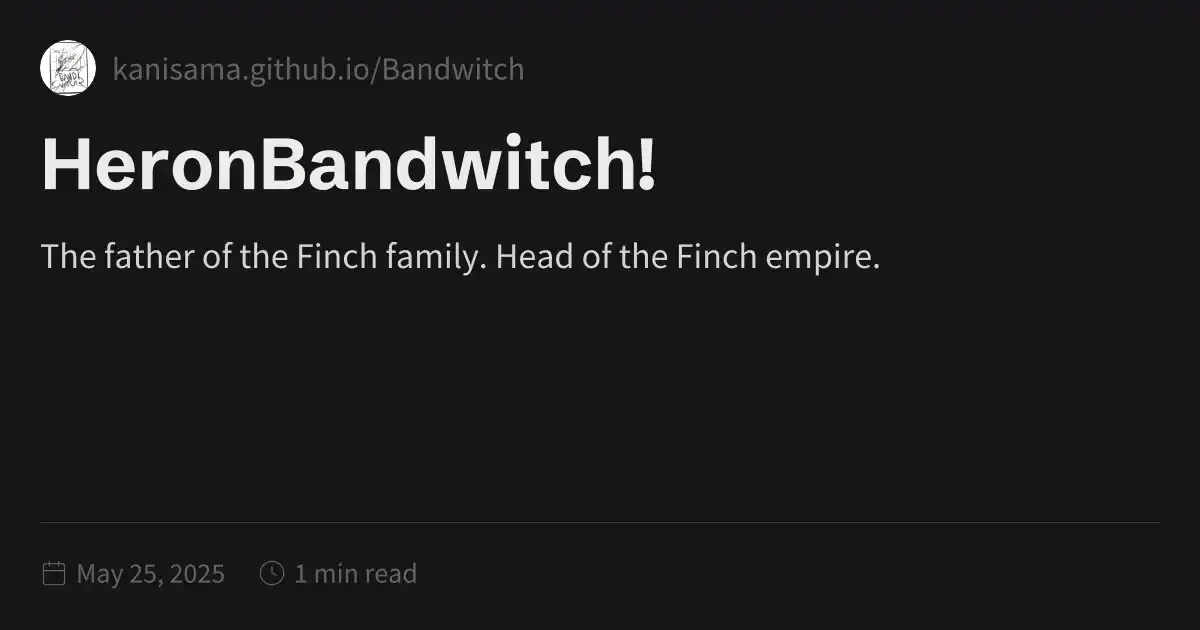 kanisama.github.io/Bandwitch
HeronBandwitch!
The father of the Finch family. Head of the Finch empire.
May 25, 2025
1 min read